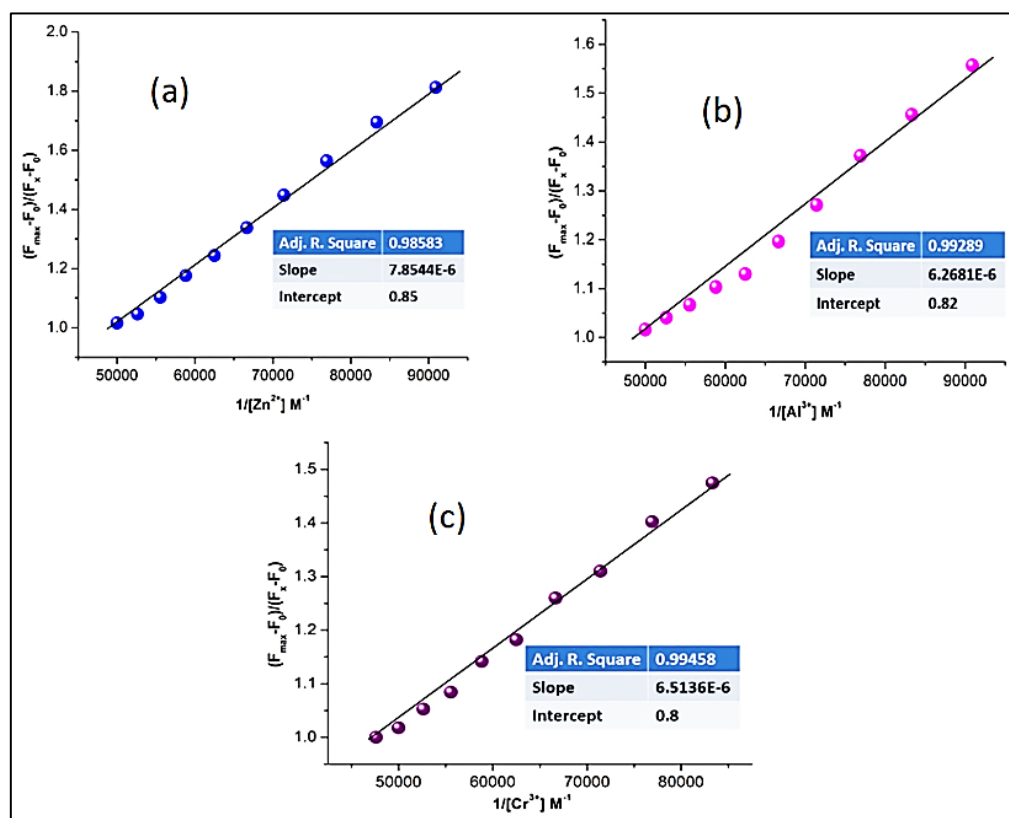 (a)
2.0
1.8
1.6
1.4
1.2
1.0
(Fmax-F0)/(Fx-F0)
Adj. R. Square 0.98583
Slope 7.8544E-6
Intercept 0.85
50000 60000 70000 80000 90000
1/[Zn2+] M-1
(b)
1.6
1.5
1.4
1.3
1.2
1.1
1.0
(Fmax-F0)/(Fx-F0)
Adj. R. Square 0.99289
Slope 6.2681E-6
Intercept 0.82
50000 60000 70000 80000 90000
1/[Al3+] M-1
(c)
1.5
1.4
1.3
1.2
1.1
1.0
(Fmax-F0)/(Fx-F0)
Adj. R. Square 0.99458
Slope 6.5136E-6
Intercept 0.8
50000 60000 70000 80000
1/[Cr3+] M-1